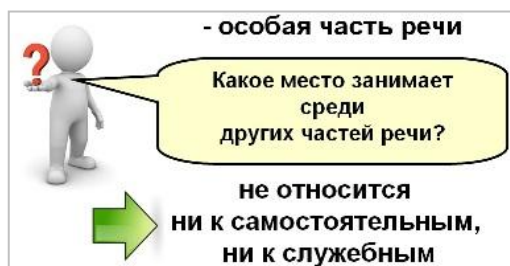 - особая часть речи
?
Какое место занимает
среди
других частей речи?
не относится
ни к самостоятельным,
ни к служебным